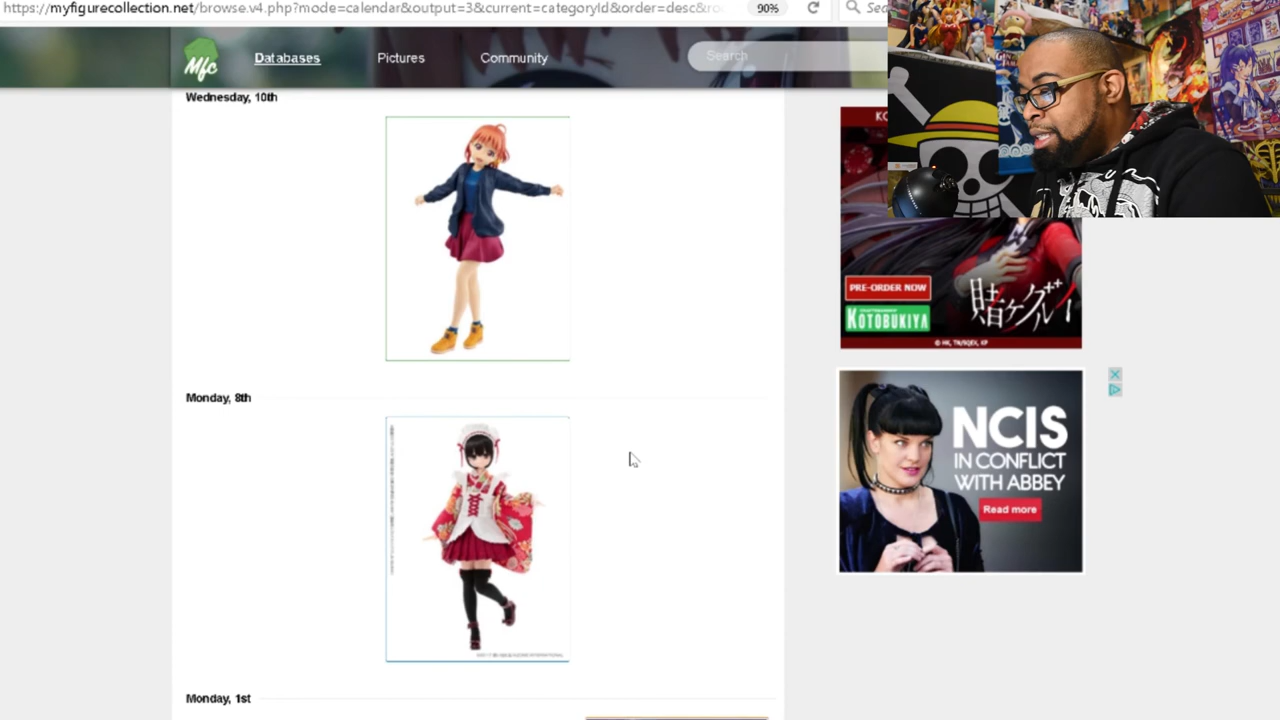 https://myfigurecollection.net/browse.v4.php?mode=calendar&output=3&current=categoryId&order=desc&ro
90%
Sea
Mfc
Databases
Pictures
Community
Search
Wednesday, 10th
Monday, 8th
Monday, 1st
KO
PRE-ORDER NOW
KOTOBUKIYA
賭ケグルイ
NCIS
IN CONFLICT
WITH ABBEY
Read more